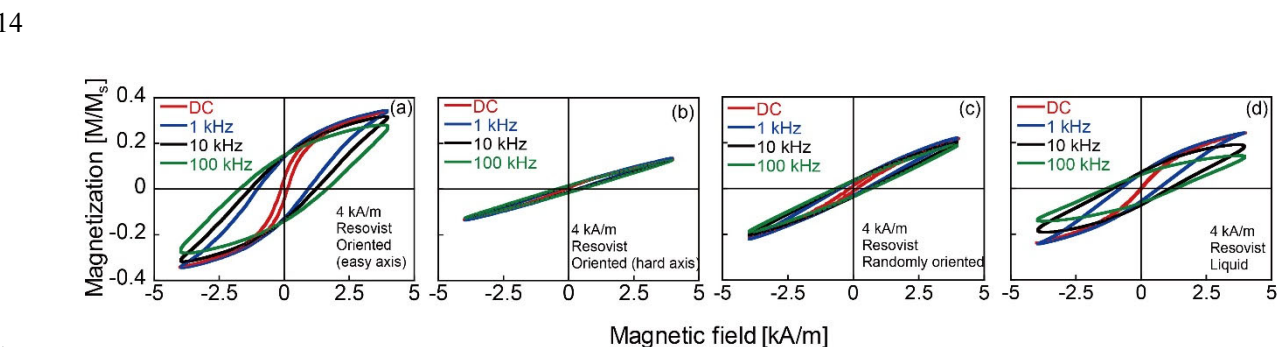 14
Magnetization [M/Ms]
0.4
0.2
0
-0.2
-0.4
DC
1 kHz
10 kHz
100 kHz
(a)
4 kA/m
Resovist
Oriented
(easy axis)
-5 -2.5 0 2.5 5
DC
1 kHz
10 kHz
100 kHz
(b)
4 kA/m
Resovist
Oriented (hard axis)
-5 -2.5 0 2.5
DC
1 kHz
10 kHz
100 kHz
(c)
4 kA/m
Resovist
Randomly oriented
-5 -2.5 0 2.5
DC
1 kHz
10 kHz
100 kHz
(d)
4 kA/m
Resovist
Liquid
5 -5 -2.5 0 2.5 5
Magnetic field [kA/m]